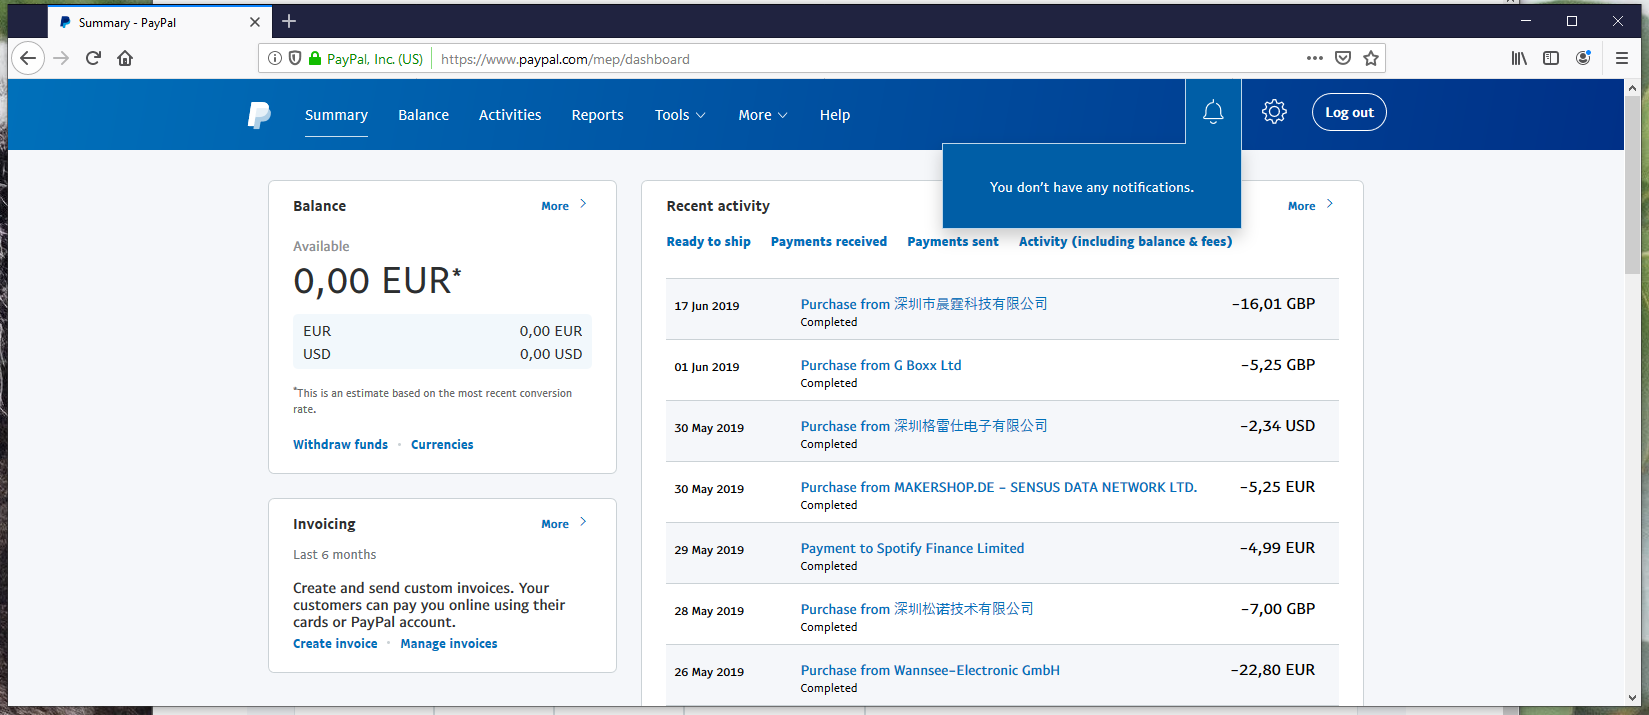 Summary - PayPal
PayPal, Inc. (US)
https://www.paypal.com/mep/dashboard
Summary
Balance
Activities
Reports
Tools
More
Help
Log out
You don't have any notifications.
Balance
More
Available
0,00 EUR*
EUR 0,00 EUR
USD 0,00 USD
*This is an estimate based on the most recent conversion
rate.
Withdraw funds
Currencies
Invoicing
More
Last 6 months
Create and send custom invoices. Your
customers can pay you online using their
cards or PayPal account.
Create invoice
Manage invoices
Recent activity
More
Ready to ship
Payments received
Payments sent
Activity (including balance & fees)
17 Jun 2019 Purchase from 深圳市晨霆科技有限公司 -16,01 GBP
Completed
01 Jun 2019 Purchase from G Boxx Ltd -5,25 GBP
Completed
30 May 2019 Purchase from 深圳格雷仕电子有限公司 -2,34 USD
Completed
30 May 2019 Purchase from MAKERSHOP.DE - SENSUS DATA NETWORK LTD. -5,25 EUR
Completed
29 May 2019 Payment to Spotify Finance Limited -4,99 EUR
Completed
28 May 2019 Purchase from 深圳松诺技术有限公司 -7,00 GBP
Completed
26 May 2019 Purchase from Wannsee-Electronic GmbH -22,80 EUR
Completed